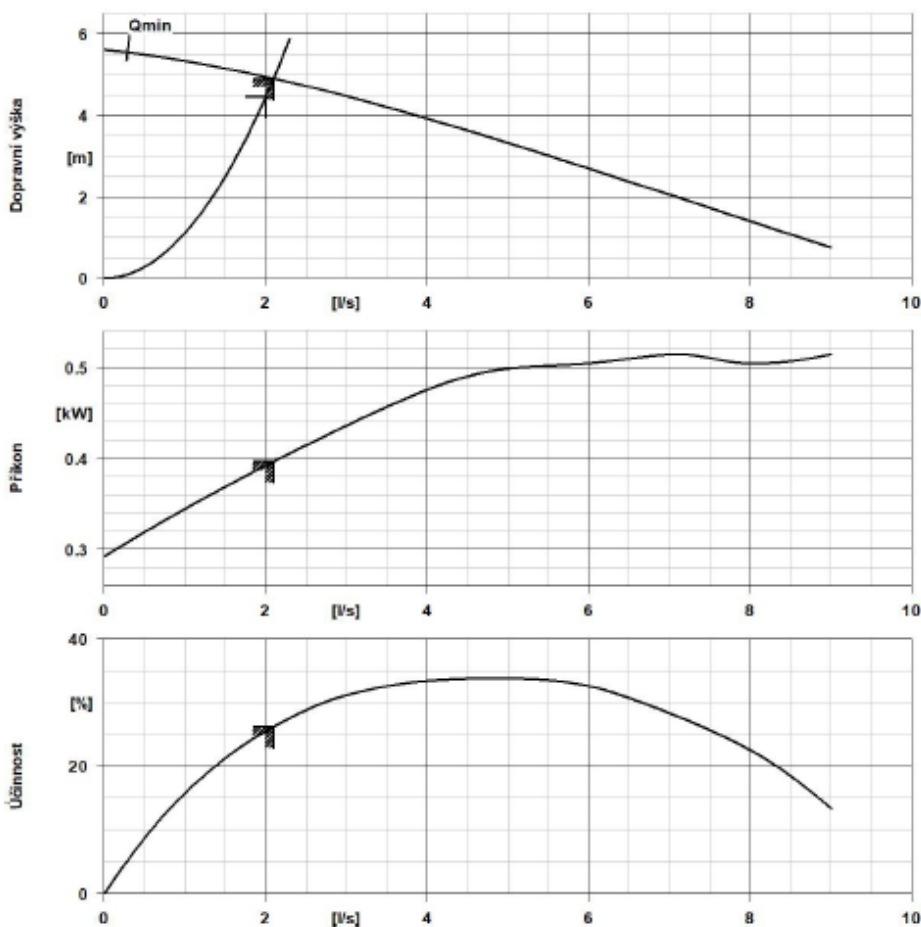 Qmin
6
4
[m]
2
0
Dopravní výška
0 2 [l/s] 4 6 8 10
0.5
[kW]
0.4
0.3
Příkon
0 2 [l/s] 4 6 8 10
40
[%]
20
0
Účinnost
0 2 [l/s] 4 6 8 10